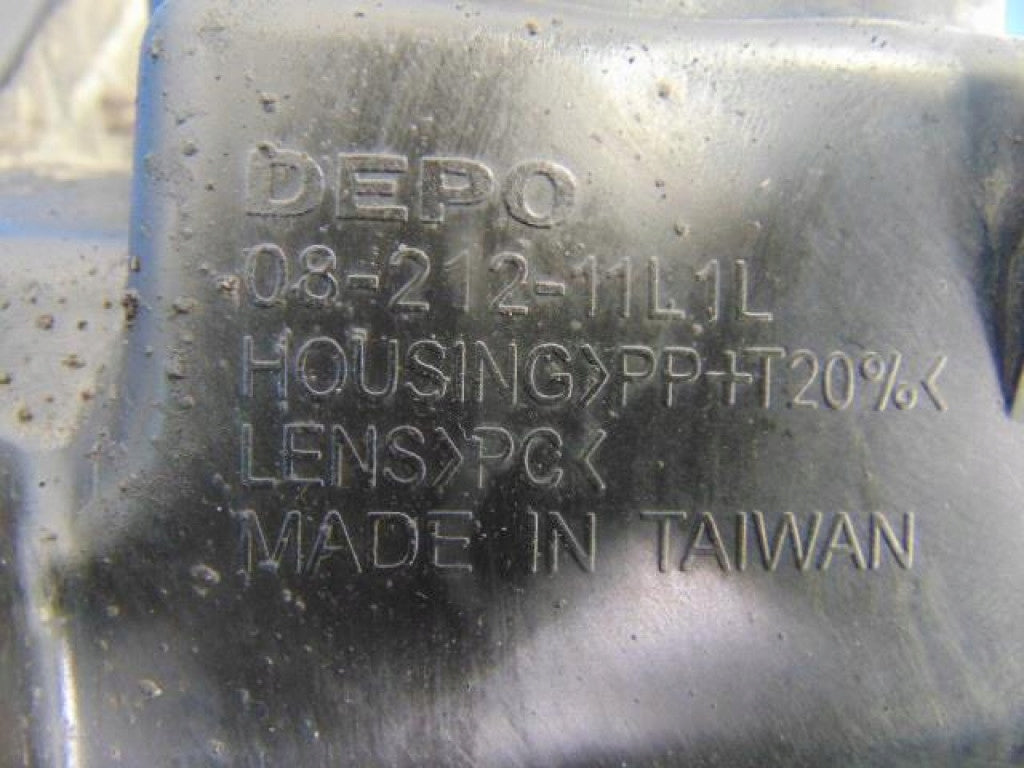 DEPO
08-212-11L1L
HOUSING>PP+T20%<
LENS>PC<
MADE IN TAIWAN